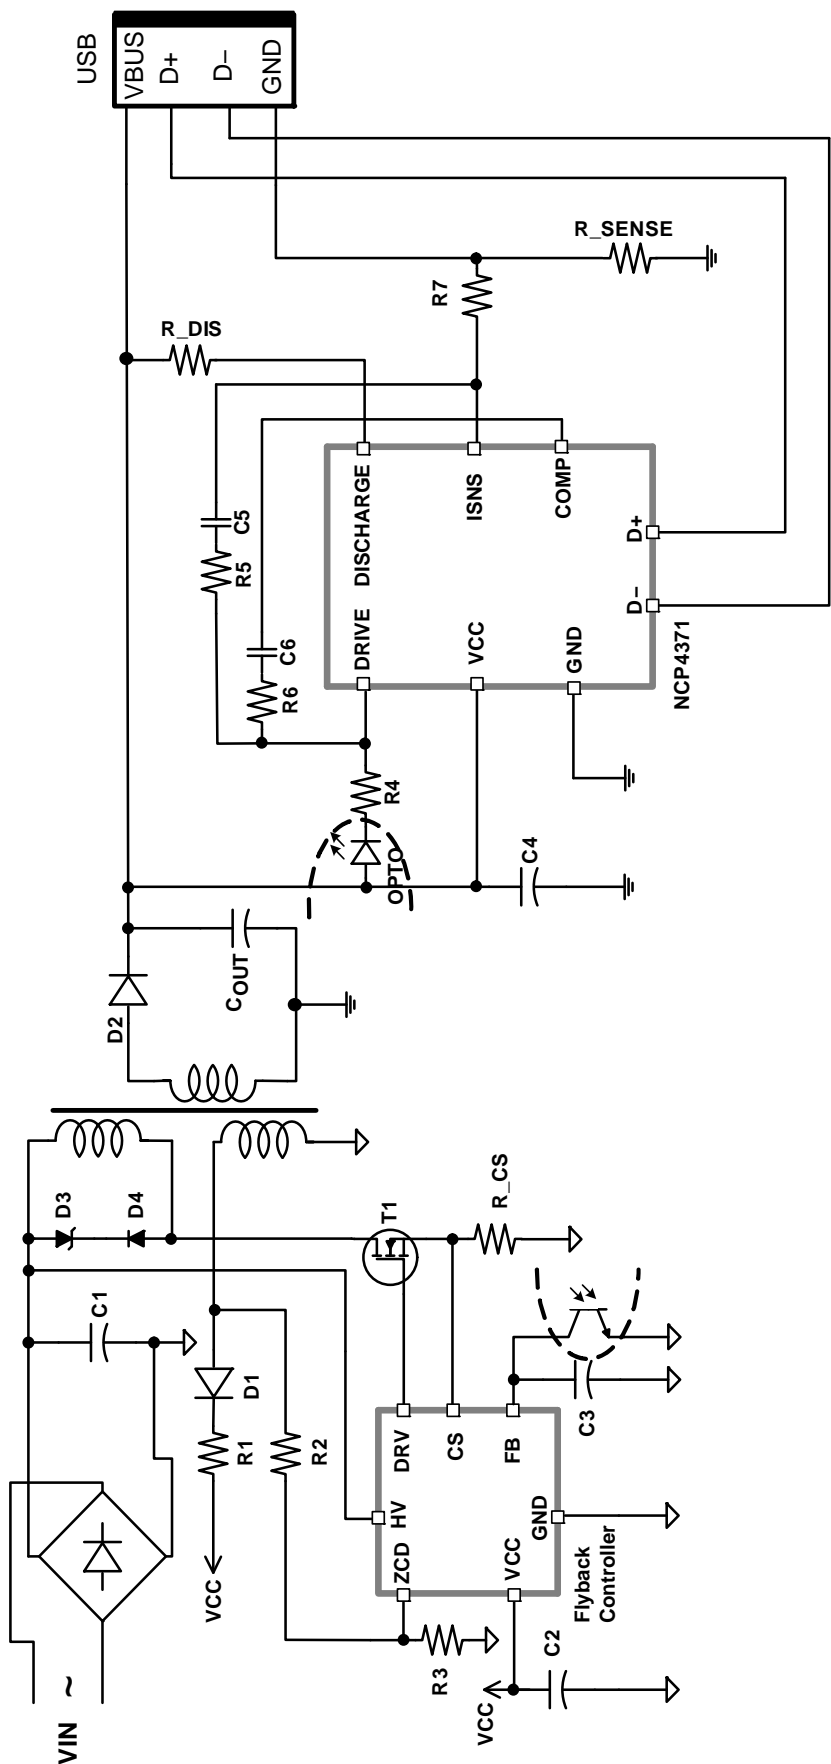 USB
VBUS
D+
D–
GND
R_SENSE
R7
R_DIS
C5
R5
C6
R6
DISCHARGE
ISNS
COMP
DRIVE
VCC
GND
D–
D+
NCP4371
R4
OPTO
C4
D2
COUT
D3
D4
C1
T1
R_CS
D1
R1
R2
VCC
DRV
CS
FB
HV
ZCD
VCC
GND
Flyback
Controller
C3
R3
C2
VCC
VIN ~